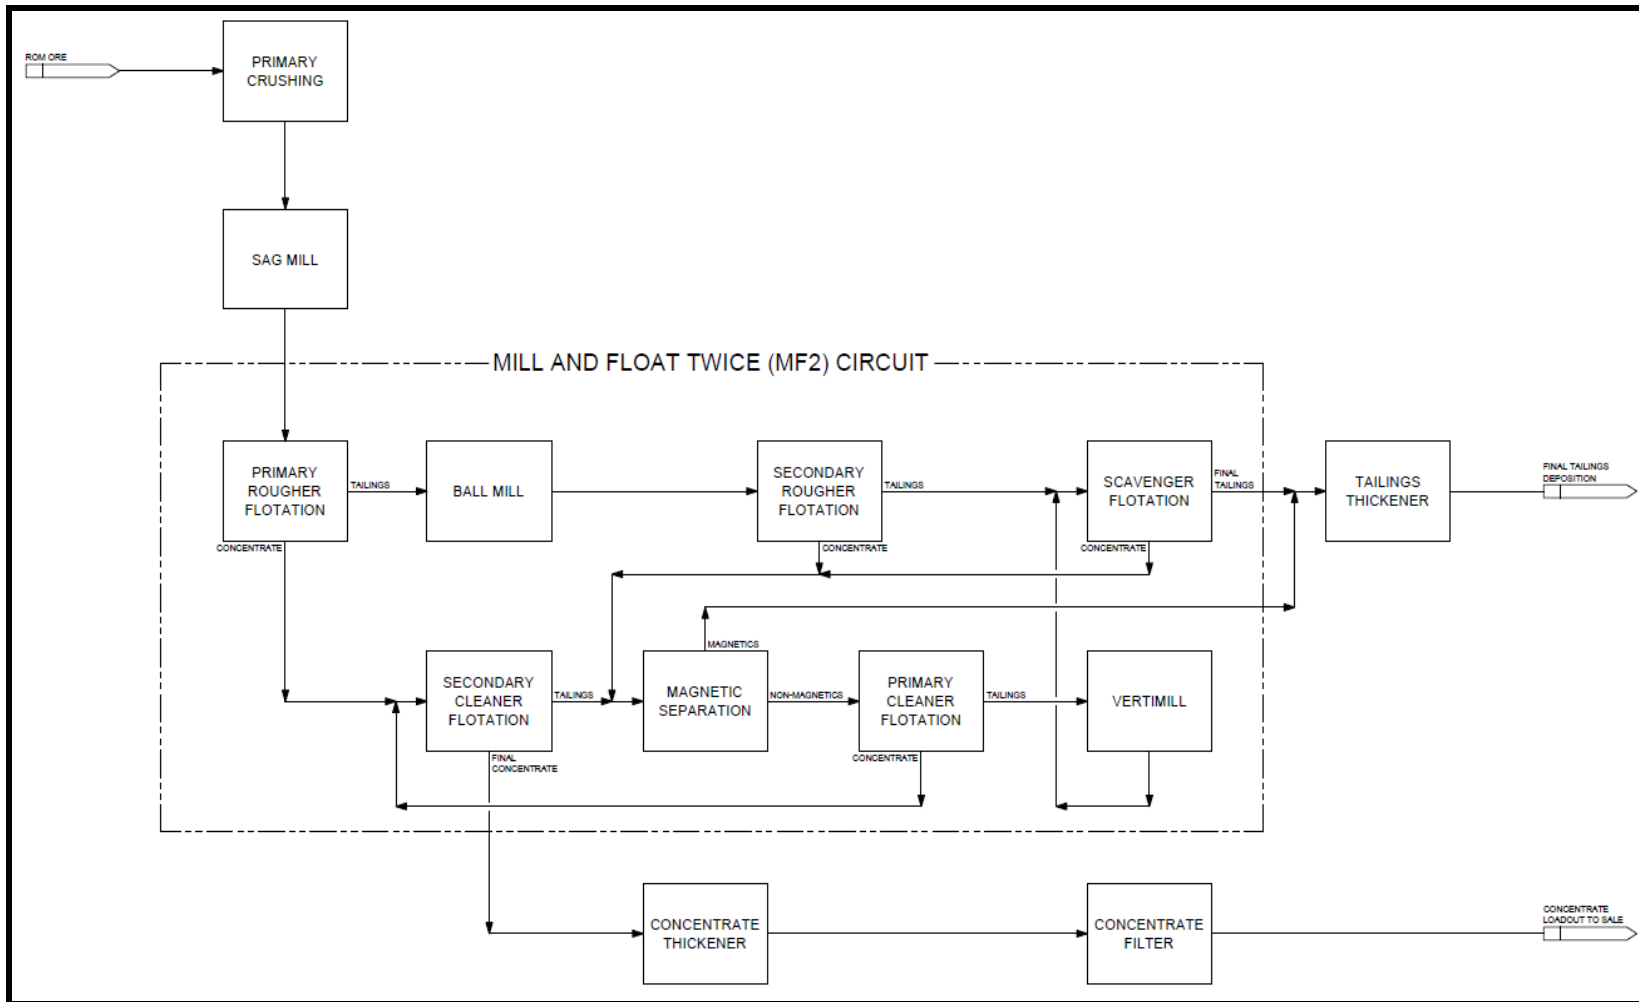 ROM ORE
PRIMARY
CRUSHING
SAG MILL
MILL AND FLOAT TWICE (MF2) CIRCUIT
PRIMARY
ROUGHER
FLOTATION
TAILINGS
CONCENTRATE
BALL MILL
SECONDARY
ROUGHER
FLOTATION
TAILINGS
CONCENTRATE
SCAVENGER
FLOTATION
FINAL
TAILINGS
CONCENTRATE
TAILINGS
THICKENER
FINAL TAILINGS
DEPOSITION
SECONDARY
CLEANER
FLOTATION
TAILINGS
FINAL
CONCENTRATE
MAGNETICS
MAGNETIC
SEPARATION
NON-MAGNETICS
PRIMARY
CLEANER
FLOTATION
TAILINGS
CONCENTRATE
VERTIMILL
CONCENTRATE
THICKENER
CONCENTRATE
FILTER
CONCENTRATE
LOADOUT TO SALE